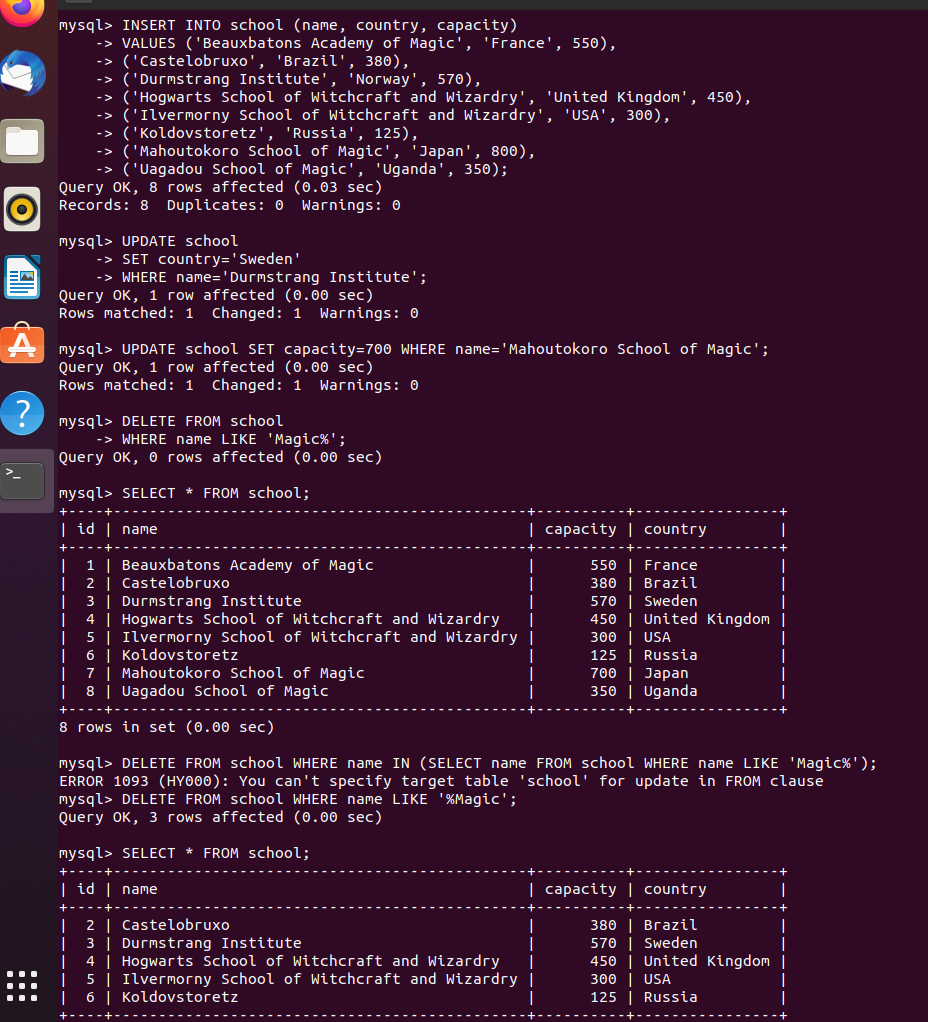 mysql> INSERT INTO school (name, country, capacity)
    -> VALUES ('Beauxbatons Academy of Magic', 'France', 550),
    -> ('Castelobruxo', 'Brazil', 380),
    -> ('Durmstrang Institute', 'Norway', 570),
    -> ('Hogwarts School of Witchcraft and Wizardry', 'United Kingdom', 450),
    -> ('Ilvermorny School of Witchcraft and Wizardry', 'USA', 300),
    -> ('Koldovstoretz', 'Russia', 125),
    -> ('Mahoutokoro School of Magic', 'Japan', 800),
    -> ('Uagadou School of Magic', 'Uganda', 350);
Query OK, 8 rows affected (0.03 sec)
Records: 8  Duplicates: 0  Warnings: 0

mysql> UPDATE school
    -> SET country='Sweden'
    -> WHERE name='Durmstrang Institute';
Query OK, 1 row affected (0.00 sec)
Rows matched: 1  Changed: 1  Warnings: 0

mysql> UPDATE school SET capacity=700 WHERE name='Mahoutokoro School of Magic';
Query OK, 1 row affected (0.00 sec)
Rows matched: 1  Changed: 1  Warnings: 0

mysql> DELETE FROM school
    -> WHERE name LIKE 'Magic%';
Query OK, 0 rows affected (0.00 sec)

mysql> SELECT * FROM school;
+----+----------------------------------------------+----------+----------------+
| id | name                                         | capacity | country        |
+----+----------------------------------------------+----------+----------------+
|  1 | Beauxbatons Academy of Magic                 |      550 | France         |
|  2 | Castelobruxo                                 |      380 | Brazil         |
|  3 | Durmstrang Institute                         |      570 | Sweden         |
|  4 | Hogwarts School of Witchcraft and Wizardry   |      450 | United Kingdom |
|  5 | Ilvermorny School of Witchcraft and Wizardry |      300 | USA            |
|  6 | Koldovstoretz                                |      125 | Russia         |
|  7 | Mahoutokoro School of Magic                  |      700 | Japan          |
|  8 | Uagadou School of Magic                      |      350 | Uganda         |
+----+----------------------------------------------+----------+----------------+
8 rows in set (0.00 sec)

mysql> DELETE FROM school WHERE name IN (SELECT name FROM school WHERE name LIKE 'Magic%');
ERROR 1093 (HY000): You can't specify target table 'school' for update in FROM clause
mysql> DELETE FROM school WHERE name LIKE '%Magic';
Query OK, 3 rows affected (0.00 sec)

mysql> SELECT * FROM school;
+----+----------------------------------------------+----------+----------------+
| id | name                                         | capacity | country        |
+----+----------------------------------------------+----------+----------------+
|  2 | Castelobruxo                                 |      380 | Brazil         |
|  3 | Durmstrang Institute                         |      570 | Sweden         |
|  4 | Hogwarts School of Witchcraft and Wizardry   |      450 | United Kingdom |
|  5 | Ilvermorny School of Witchcraft and Wizardry |      300 | USA            |
|  6 | Koldovstoretz                                |      125 | Russia         |
+----+----------------------------------------------+----------+----------------+